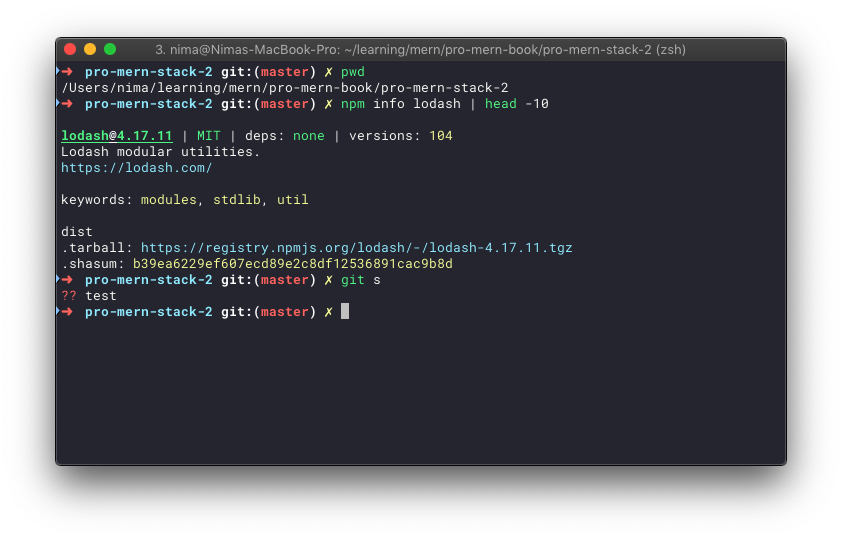 3. nima@Nimas-MacBook-Pro: ~/learning/mern/pro-mern-book/pro-mern-stack-2 (zsh)
➜ pro-mern-stack-2 git:(master) ✗ pwd
/Users/nima/learning/mern/pro-mern-book/pro-mern-stack-2
➜ pro-mern-stack-2 git:(master) ✗ npm info lodash | head -10
lodash@4.17.11 | MIT | deps: none | versions: 104
Lodash modular utilities.
https://lodash.com/
keywords: modules, stdlib, util
dist
.tarball: https://registry.npmjs.org/lodash/-/lodash-4.17.11.tgz
.shasum: b39ea6229ef607ecd89e2c8df12536891cac9b8d
➜ pro-mern-stack-2 git:(master) ✗ git s
?? test
➜ pro-mern-stack-2 git:(master) ✗